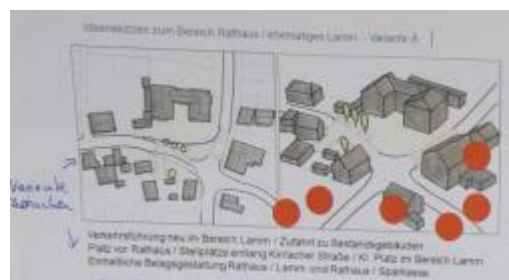 Ideenskizzen zum Bereich Rathaus / ehemaliges Lamm - Variante A
Verkehrsführung neu im Bereich Lamm / Zufahrt zu Bestandsgebäuden
Platz vor Rathaus / Stellplätze entlang Kirnacher Straße / Kl. Platz im Bereich Lamm
Einheitliche Belagsgestaltung Rathaus / Lamm und Rathaus / Sparkasse